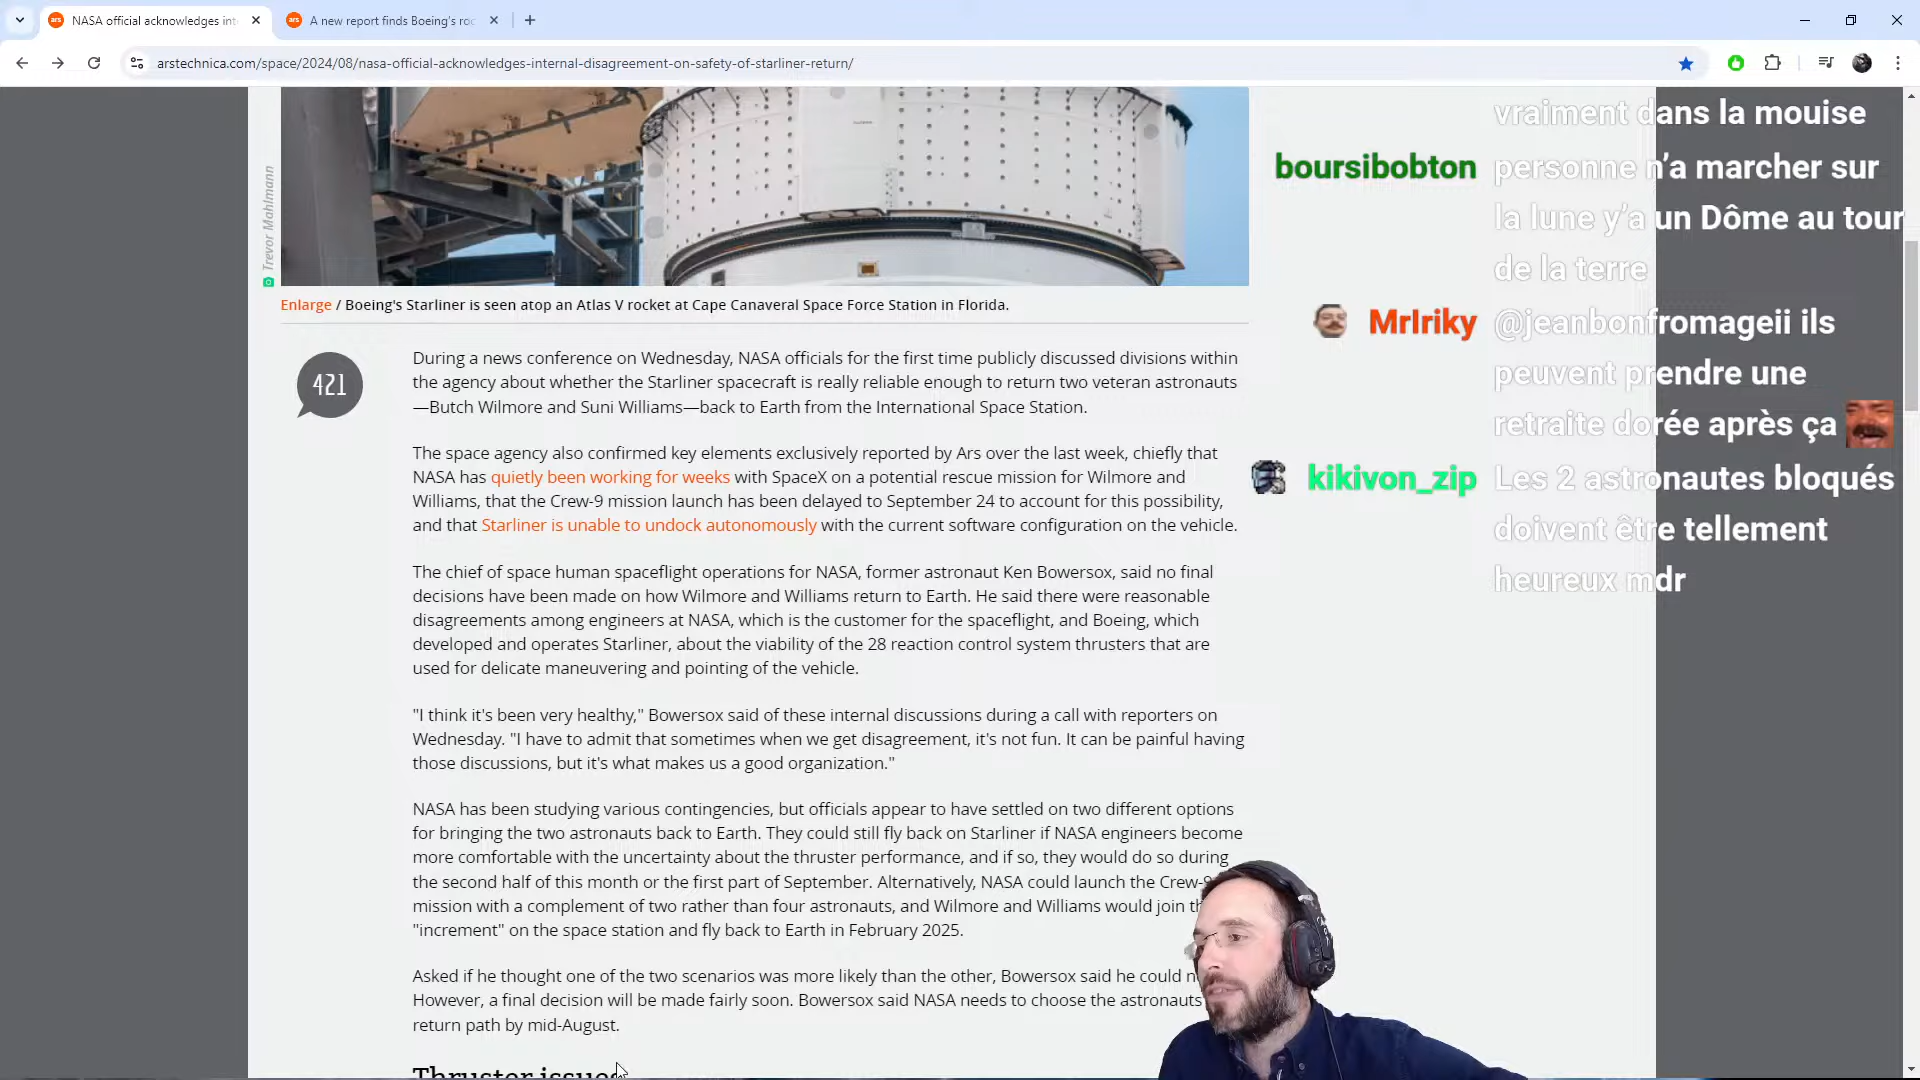 NASA official acknowledges int
A new report finds Boeing's roc
arstechnica.com/space/2024/08/nasa-official-acknowledges-internal-disagreement-on-safety-of-starliner-return/
Trevor Mahlmann
Enlarge / Boeing's Starliner is seen atop an Atlas V rocket at Cape Canaveral Space Force Station in Florida.
421
During a news conference on Wednesday, NASA officials for the first time publicly discussed divisions within
the agency about whether the Starliner spacecraft is really reliable enough to return two veteran astronauts
—Butch Wilmore and Suni Williams—back to Earth from the International Space Station.
The space agency also confirmed key elements exclusively reported by Ars over the last week, chiefly that
NASA has quietly been working for weeks with SpaceX on a potential rescue mission for Wilmore and
Williams, that the Crew-9 mission launch has been delayed to September 24 to account for this possibility,
and that Starliner is unable to undock autonomously with the current software configuration on the vehicle.
The chief of space human spaceflight operations for NASA, former astronaut Ken Bowersox, said no final
decisions have been made on how Wilmore and Williams return to Earth. He said there were reasonable
disagreements among engineers at NASA, which is the customer for the spaceflight, and Boeing, which
developed and operates Starliner, about the viability of the 28 reaction control system thrusters that are
used for delicate maneuvering and pointing of the vehicle.
"I think it's been very healthy," Bowersox said of these internal discussions during a call with reporters on
Wednesday. "I have to admit that sometimes when we get disagreement, it's not fun. It can be painful having
those discussions, but it's what makes us a good organization."
NASA has been studying various contingencies, but officials appear to have settled on two different options
for bringing the two astronauts back to Earth. They could still fly back on Starliner if NASA engineers become
more comfortable with the uncertainty about the thruster performance, and if so, they would do so during
the second half of this month or the first part of September. Alternatively, NASA could launch the Crew-9
mission with a complement of two rather than four astronauts, and Wilmore and Williams would join
"increment" on the space station and fly back to Earth in February 2025.
Asked if he thought one of the two scenarios was more likely than the other, Bowersox said he could
However, a final decision will be made fairly soon. Bowersox said NASA needs to choose the astronauts
return path by mid-August.
Thruster issues
vraiment dans la mouise
boursibobton personne n'a marcher sur
la lune y'a un Dôme au tour
de la terre
MrIriky @jeanbonfromageii ils
peuvent prendre une
retraite dorée après ça
kikivon_zip Les 2 astronautes bloqués
doivent être tellement
heureux mdr